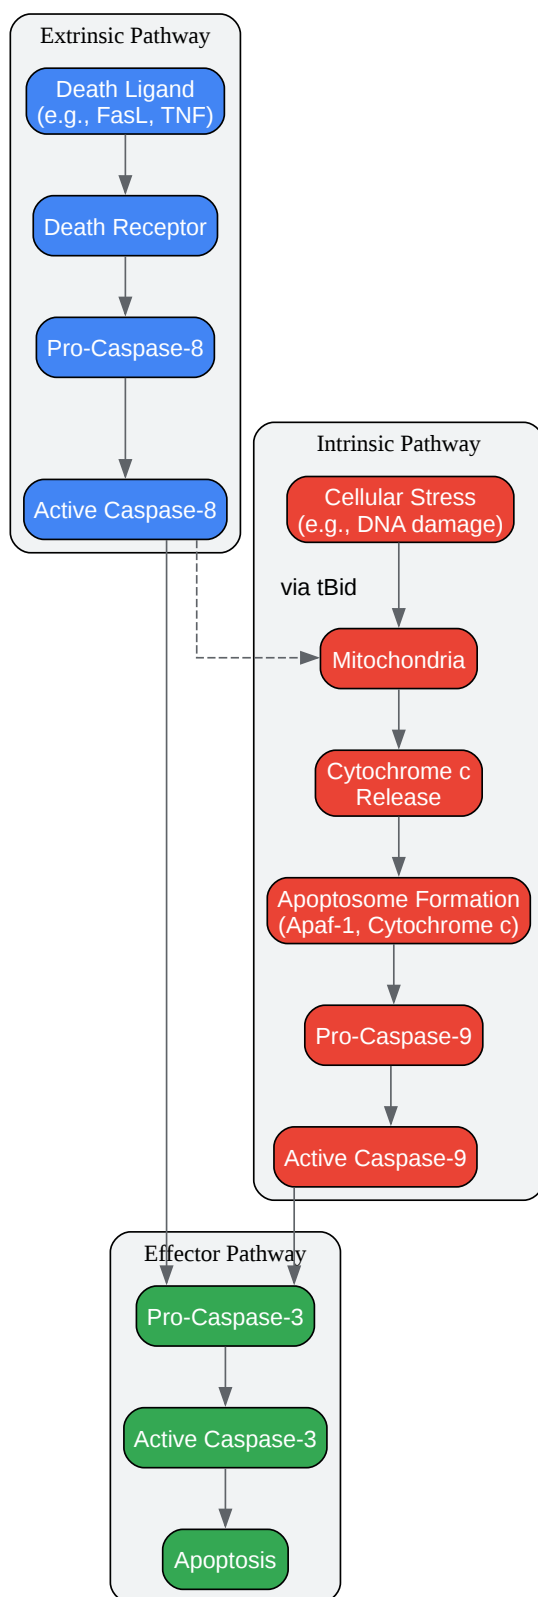 Extrinsic Pathway
Death Ligand
(e.g., FasL, TNF)
Death Receptor
Pro-Caspase-8
Active Caspase-8
Intrinsic Pathway
Cellular Stress
(e.g., DNA damage)
via tBid
Mitochondria
Cytochrome c
Release
Apoptosome Formation
(Apaf-1, Cytochrome c)
Pro-Caspase-9
Active Caspase-9
Effector Pathway
Pro-Caspase-3
Active Caspase-3
Apoptosis